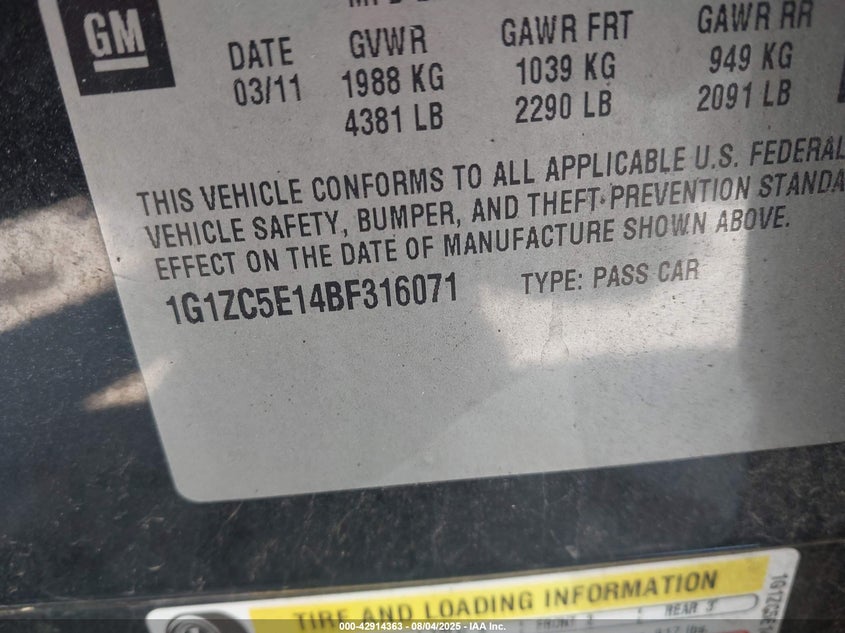 GM
DATE GVWR GAWR FRT GAWR RR
03/11 1988 KG 1039 KG 949 KG
4381 LB 2290 LB 2091 LB
THIS VEHICLE CONFORMS TO ALL APPLICABLE U.S. FEDERAL
VEHICLE SAFETY, BUMPER, AND THEFT PREVENTION STANDA
EFFECT ON THE DATE OF MANUFACTURE SHOWN ABOVE.
1G1ZC5E14BF316071 TYPE: PASS CAR
TIRE AND LOADING INFORMATION
REAR 3
000-42914363 - 08/04/2025 - IAA Inc.